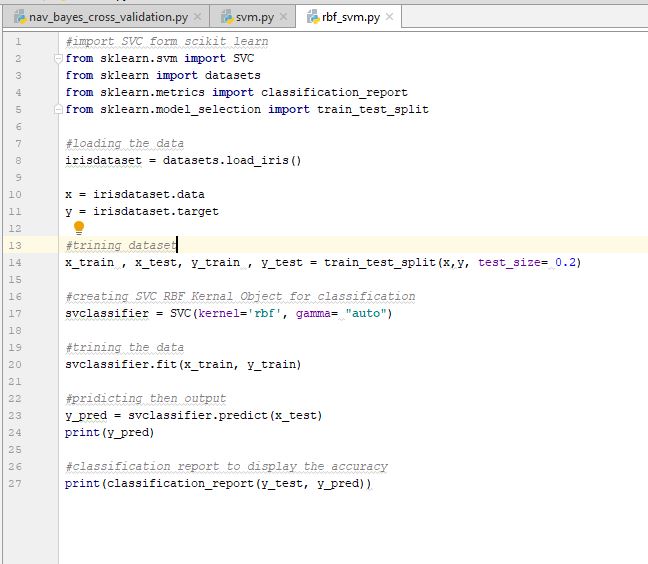 nav_bayes_cross_validation.py × svm.py × rbf_svm.py ×
1 #import SVC form scikit learn
2 from sklearn.svm import SVC
3 from sklearn import datasets
4 from sklearn.metrics import classification_report
5 from sklearn.model_selection import train_test_split
6
7 #loading the data
8 irisdataset = datasets.load_iris()
9
10 x = irisdataset.data
11 y = irisdataset.target
12
13 #trining dataset
14 x_train , x_test, y_train , y_test = train_test_split(x,y, test_size= 0.2)
15
16 #creating SVC RBF Kernal Object for classification
17 svclassifier = SVC(kernel='rbf', gamma= "auto")
18
19 #trining the data
20 svclassifier.fit(x_train, y_train)
21
22 #pridicting then output
23 y_pred = svclassifier.predict(x_test)
24 print(y_pred)
25
26 #classification report to display the accuracy
27 print(classification_report(y_test, y_pred))